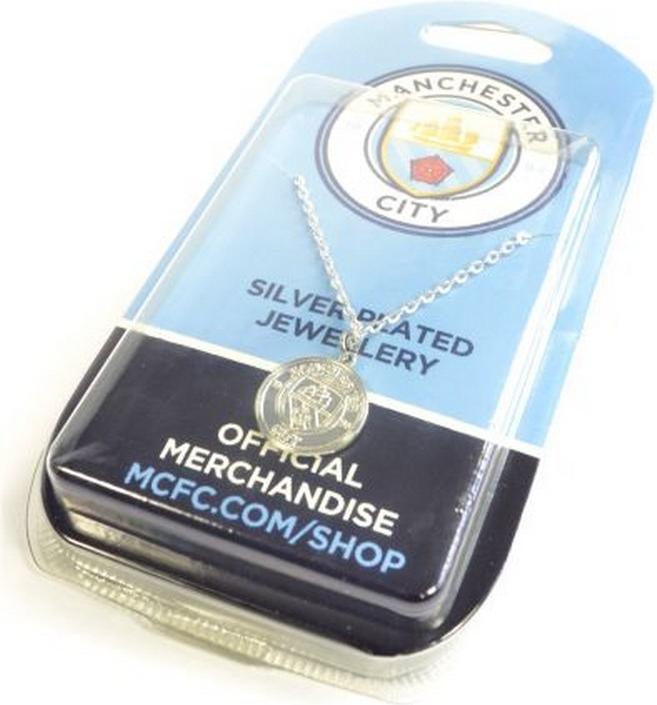 MANCHESTER
CITY
SILVER PLATED
JEWELLERY
OFFICIAL
MERCHANDISE
MCFC.COM/SHOP